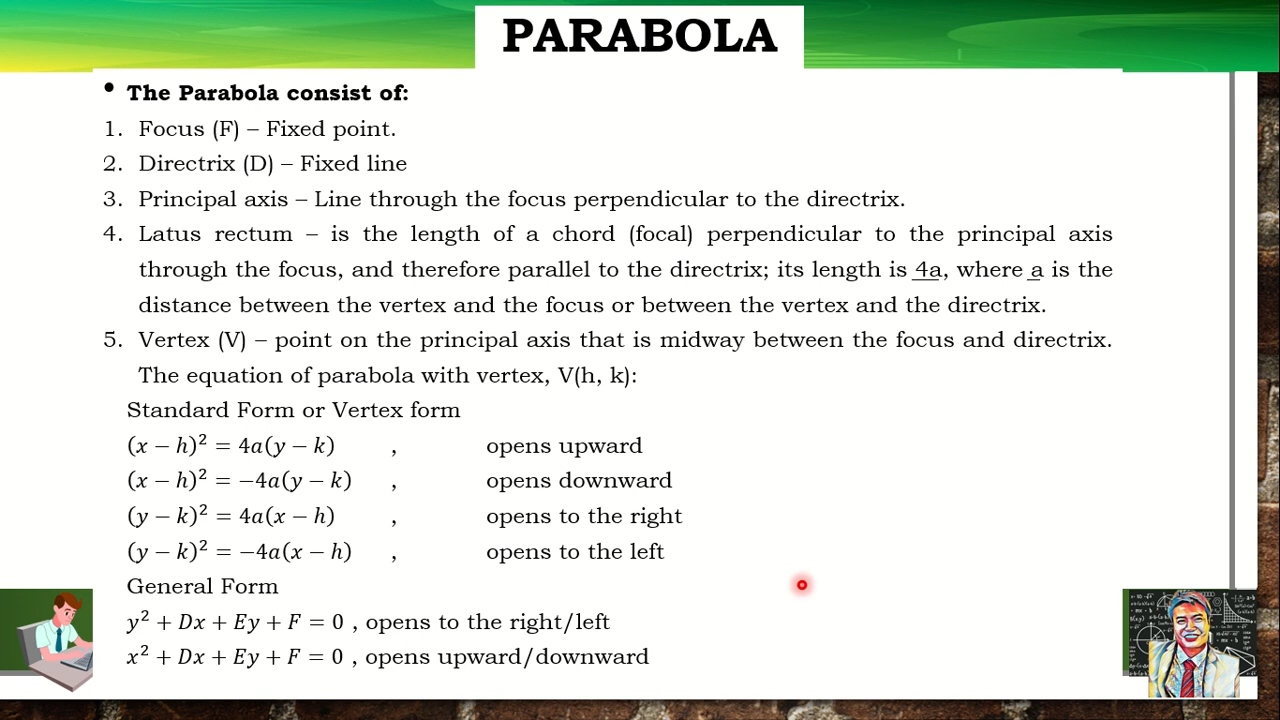 PARABOLA
• The Parabola consist of:
1. Focus (F) – Fixed point.
2. Directrix (D) – Fixed line
3. Principal axis – Line through the focus perpendicular to the directrix.
4. Latus rectum – is the length of a chord (focal) perpendicular to the principal axis
through the focus, and therefore parallel to the directrix; its length is 4a, where a is the
distance between the vertex and the focus or between the vertex and the directrix.
5. Vertex (V) – point on the principal axis that is midway between the focus and directrix.
The equation of parabola with vertex, V(h, k):
Standard Form or Vertex form
(x − h)² = 4a(y − k) , opens upward
(x − h)² = −4a(y − k) , opens downward
(y − k)² = 4a(x − h) , opens to the right
(y − k)² = −4a(x − h) , opens to the left
General Form
y² + Dx + Ey + F = 0 , opens to the right/left
x² + Dx + Ey + F = 0 , opens upward/downward